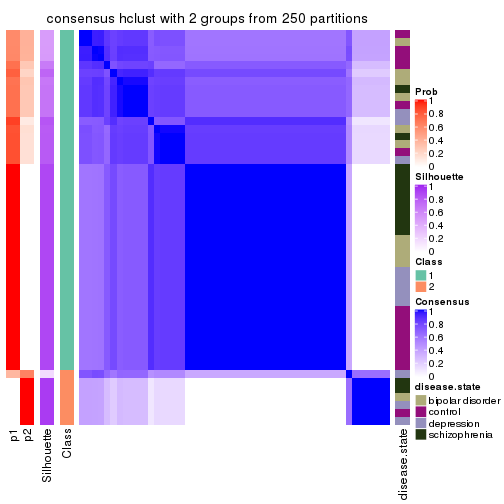 consensus hclust with 2 groups from 250 partitions
Prob
1
0.8
0.6
0.4
0.2
0
Silhouette
1
0.8
0.6
0.4
0.2
0
Class
1
2
Consensus
1
0.8
0.6
0.4
0.2
0
disease.state
bipolar disorder
control
depression
schizophrenia
p1
p2
Silhouette
Class
disease.state